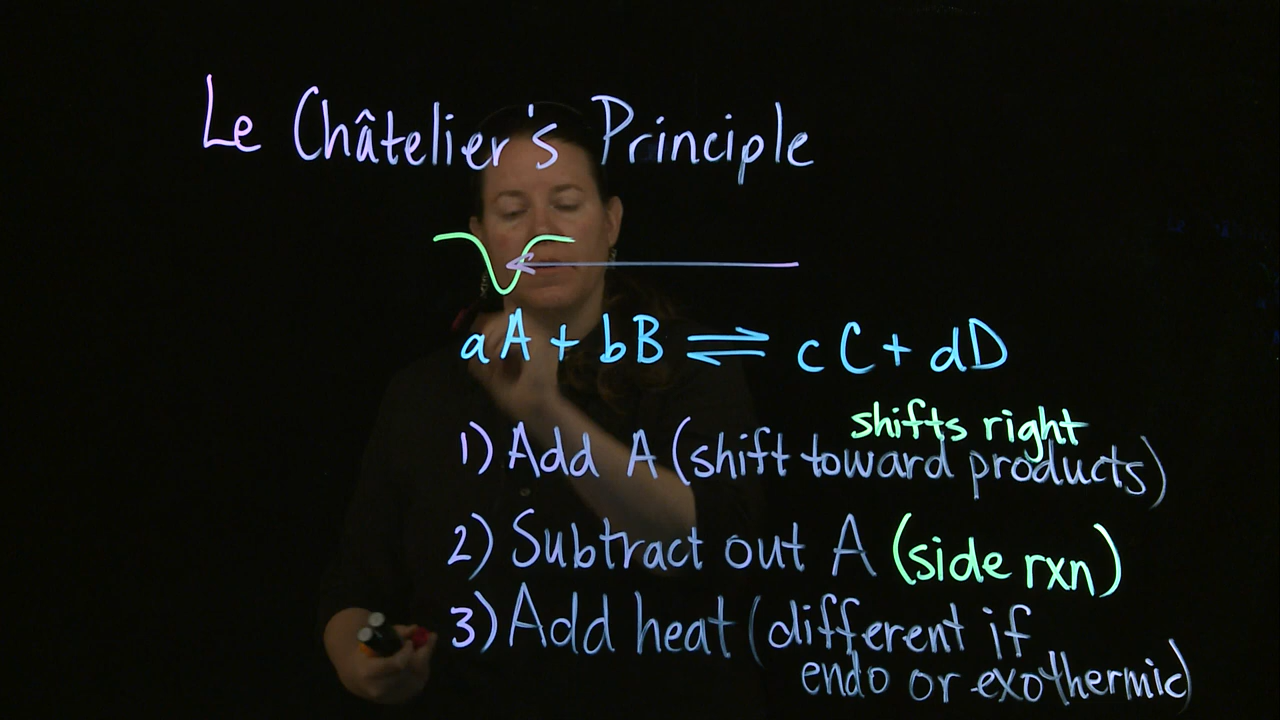 Le Châtelier's Principle
aA + bB ⇌ cC + dD
shifts right
1) Add A (shift toward products)
2) Subtract out A (side rxn)
3) Add heat (different if
endo or exothermic)